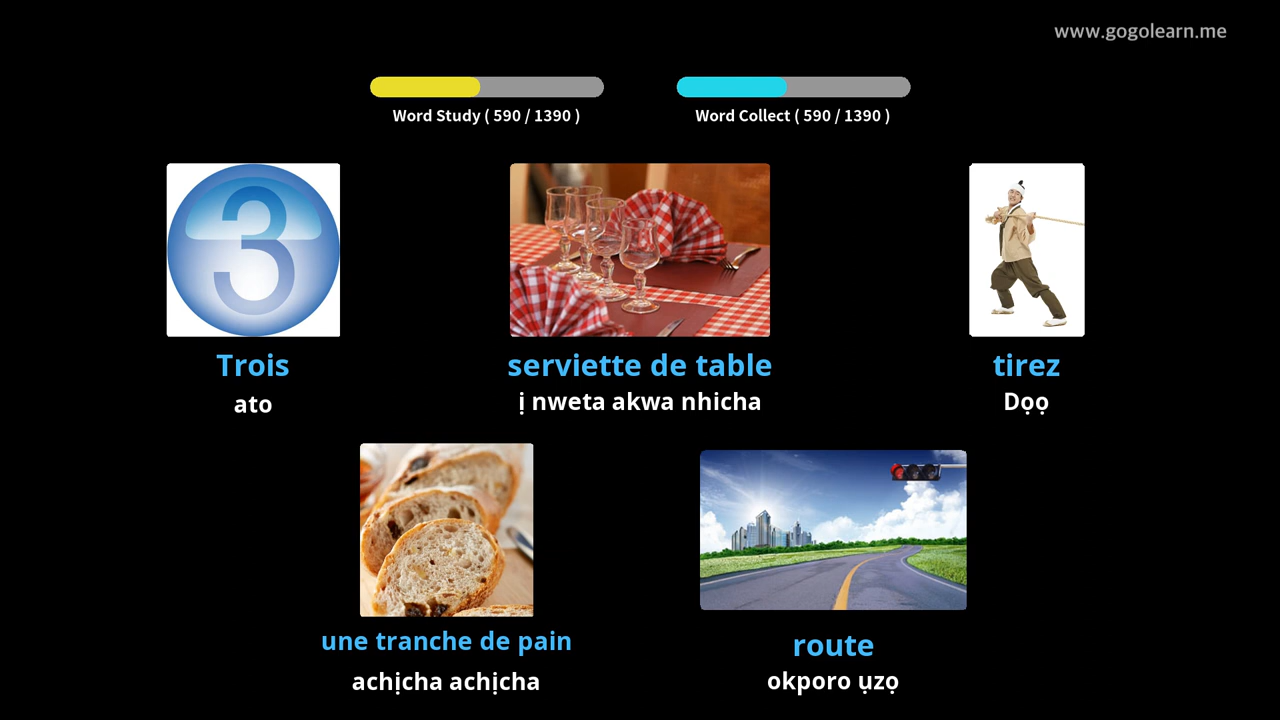 www.gogolearn.me
Word Study ( 590 / 1390 )
Word Collect ( 590 / 1390 )
3
Trois
ato
serviette de table
ị nweta akwa nhicha
tirez
Dọọ
une tranche de pain
achịcha achịcha
route
okporo ụzọ